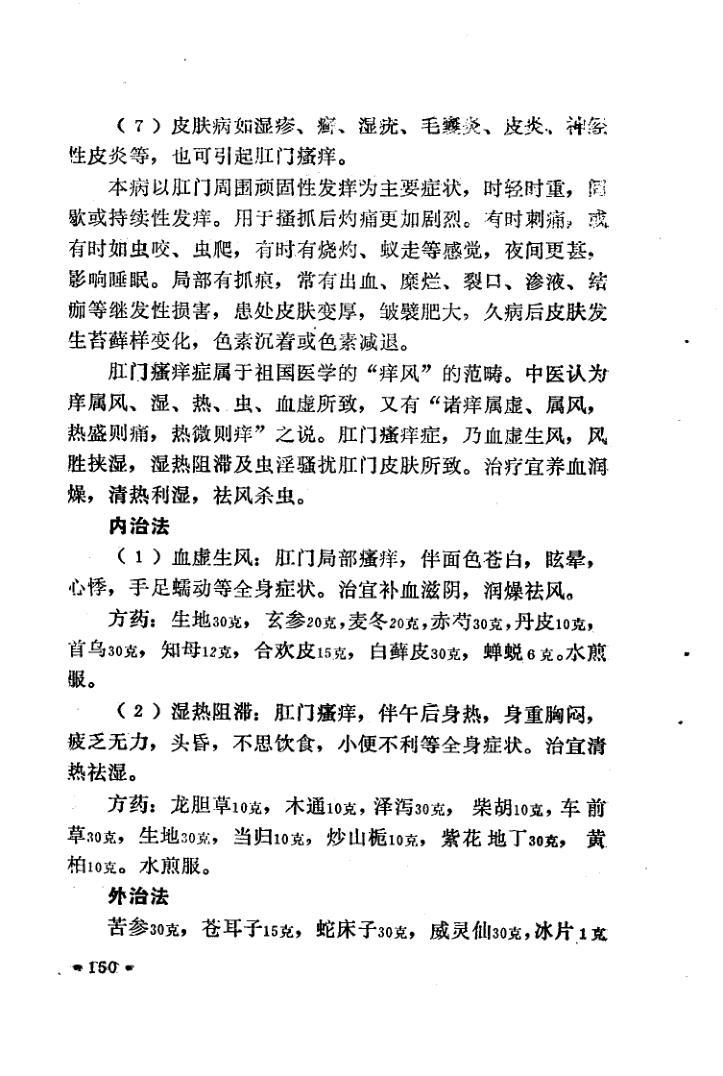 （7）皮肤病如湿疹、癣、湿疣、毛囊炎、皮炎、神经
性皮炎等，也可引起肛门瘙痒。
本病以肛门周围顽固性发痒为主要症状，时轻时重，间
歇或持续性发痒。用于搔抓后灼痛更加剧烈。有时刺痛，或
有时如虫咬、虫爬，有时有烧灼、蚁走等感觉，夜间更甚，
影响睡眠。局部有抓痕，常有出血、糜烂、裂口、渗液、结
痂等继发性损害，患处皮肤变厚，皱襞肥大，久病后皮肤发
生苔藓样变化，色素沉着或色素减退。
肛门瘙痒症属于祖国医学的“痒风”的范畴。中医认为
痒属风、湿、热、虫、血虚所致，又有“诸痒属虚、属风，
热盛则痛，热微则痒”之说。肛门瘙痒症，乃血虚生风，风
胜挟湿，湿热阻滞及虫淫骚扰肛门皮肤所致。治疗宜养血润
燥，清热利湿，祛风杀虫。
内治法
（1）血虚生风：肛门局部瘙痒，伴面色苍白，眩晕，
心悸，手足蠕动等全身症状。治宜补血滋阴，润燥祛风。
方药：生地30克，玄参20克，麦冬20克，赤芍30克，丹皮10克，
首乌30克，知母12克，合欢皮15克，白藓皮30克，蝉蜕6克。水煎
服。
（2）湿热阻滞：肛门瘙痒，伴午后身热，身重胸闷，
疲乏无力，头昏，不思饮食，小便不利等全身症状。治宜清
热祛湿。
方药：龙胆草10克，木通10克，泽泻30克，柴胡10克，车前
草30克，生地30克，当归10克，炒山栀10克，紫花地丁30克，黄
柏10克。水煎服。
外治法
苦参30克，苍耳子15克，蛇床子30克，威灵仙30克，冰片1克
·150·